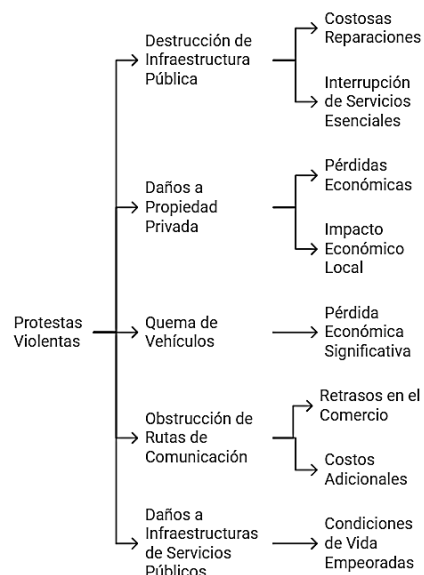 Protestas
Violentas
Destrucción de
Infraestructura
Pública
Costosas
Reparaciones
Interrupción
de Servicios
Esenciales
Daños a
Propiedad
Privada
Pérdidas
Económicas
Impacto
Económico
Local
Quema de
Vehículos
Pérdida
Económica
Significativa
Obstrucción de
Rutas de
Comunicación
Retrasos en el
Comercio
Costos
Adicionales
Daños a
Infraestructuras
de Servicios
Públicos
Condiciones
de Vida
Empeoradas